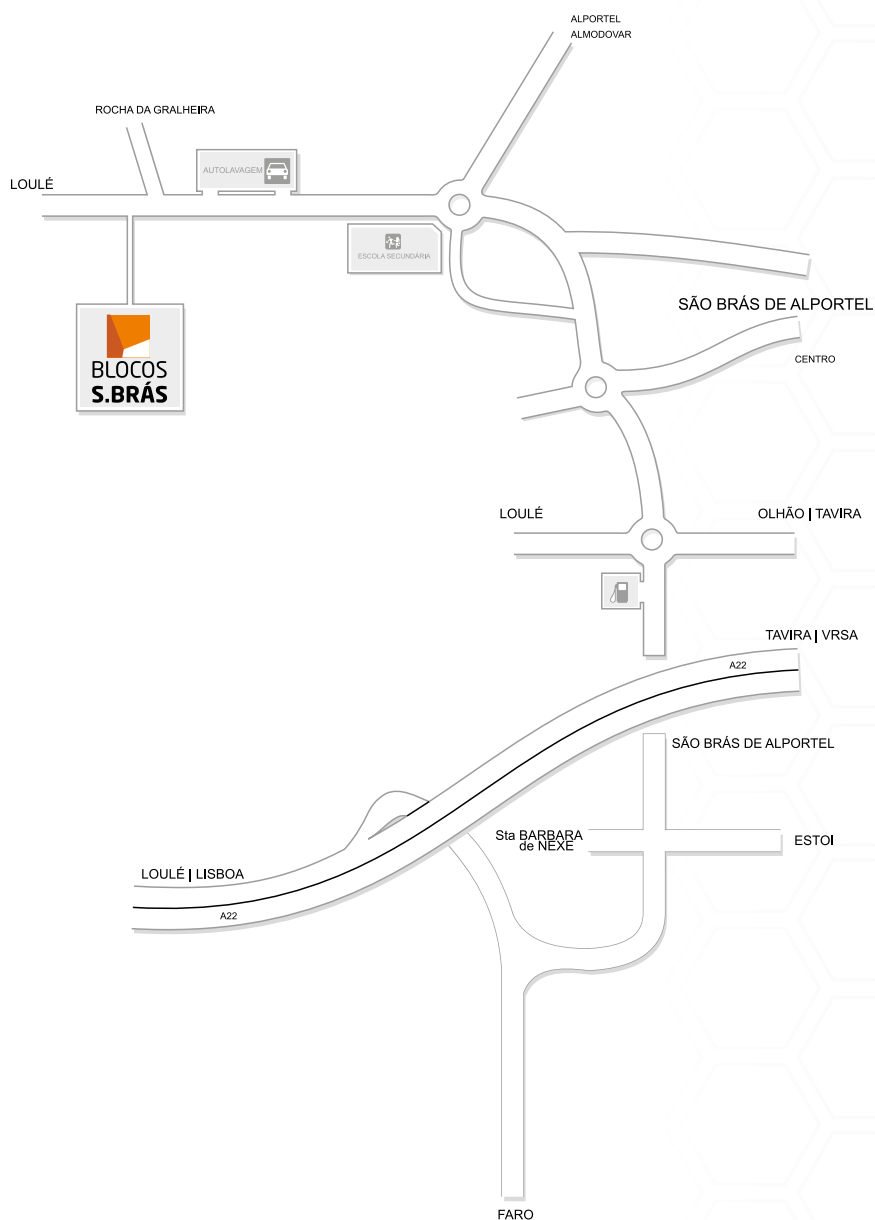 ALPORTEL
ALMODOVAR
ROCHA DA GRALHEIRA
AUTOLAVAGEM
LOULÉ
ESCOLA SECUNDÁRIA
SÃO BRÁS DE ALPORTEL
CENTRO
BLOCOS
S.BRÁS
LOULÉ
OLHÃO | TAVIRA
TAVIRA | VRSA
A22
SÃO BRÁS DE ALPORTEL
Sta BARBARA
de NEXE
ESTOI
LOULÉ | LISBOA
A22
FARO